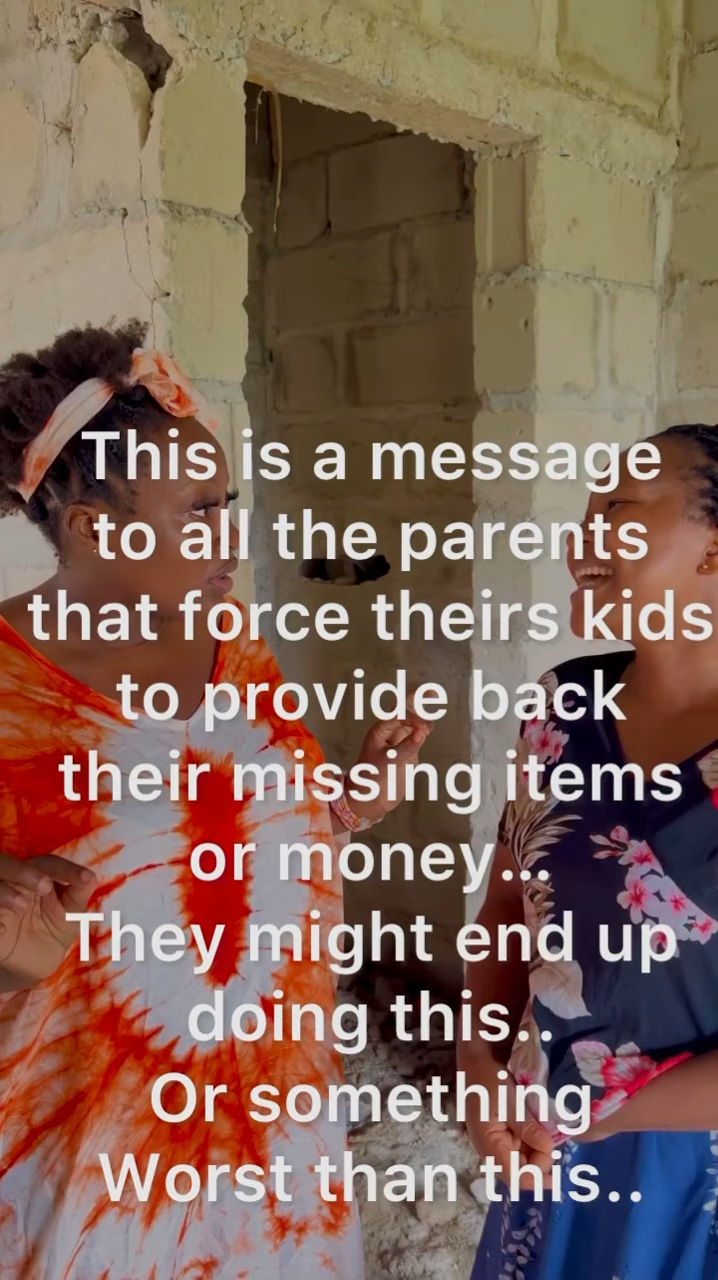 This is a message
to all the parents
that force theirs kids
to provide back
their missing items
or money...
They might end up
doing this..
Or something
Worst than this..